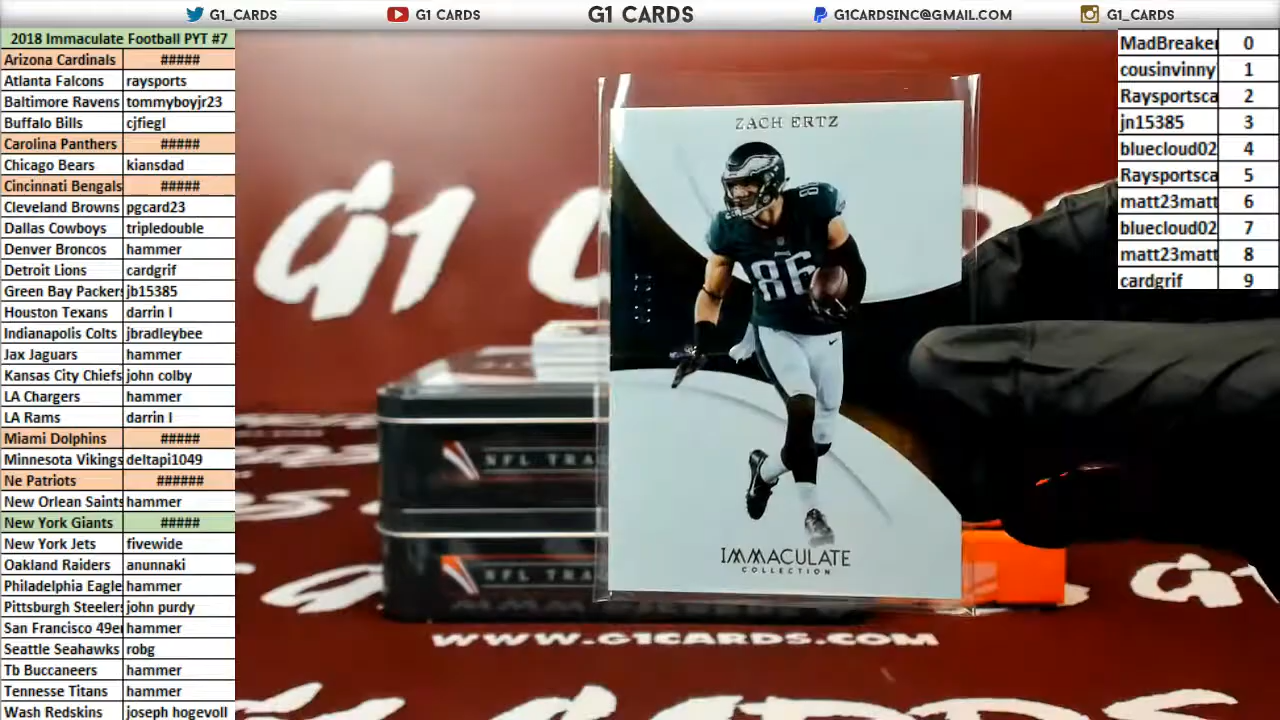 G1_CARDS
G1 CARDS
G1 CARDS
G1CARDSINC@GMAIL.COM
G1_CARDS
2018 Immaculate Football PYT #7
Arizona Cardinals #####
Atlanta Falcons raysports
Baltimore Ravens tommyboyjr23
Buffalo Bills cjfiegl
Carolina Panthers #####
Chicago Bears kiansdad
Cincinnati Bengals #####
Cleveland Browns pgcard23
Dallas Cowboys tripledouble
Denver Broncos hammer
Detroit Lions cardgrif
Green Bay Packers jb15385
Houston Texans darrin l
Indianapolis Colts jbradleybee
Jax Jaguars hammer
Kansas City Chiefs john colby
LA Chargers hammer
LA Rams darrin l
Miami Dolphins #####
Minnesota Vikings deltapi1049
Ne Patriots ######
New Orlean Saints hammer
New York Giants #####
New York Jets fivewide
Oakland Raiders anunnaki
Philadelphia Eagle hammer
Pittsburgh Steelers john purdy
San Francisco 49er hammer
Seattle Seahawks robg
Tb Buccaneers hammer
Tennesse Titans hammer
Wash Redskins joseph hogevoll
MadBreaker 0
cousinvinny 1
Raysportsca 2
jn15385 3
bluecloud02 4
Raysportsca 5
matt23matt 6
bluecloud02 7
matt23matt 8
cardgrif 9
ZACH ERTZ
86
IMMACULATE
COLLECTION
G1
NFL TRA
NFL TRA
WWW.G1CARDS.COM
G1 CARDS